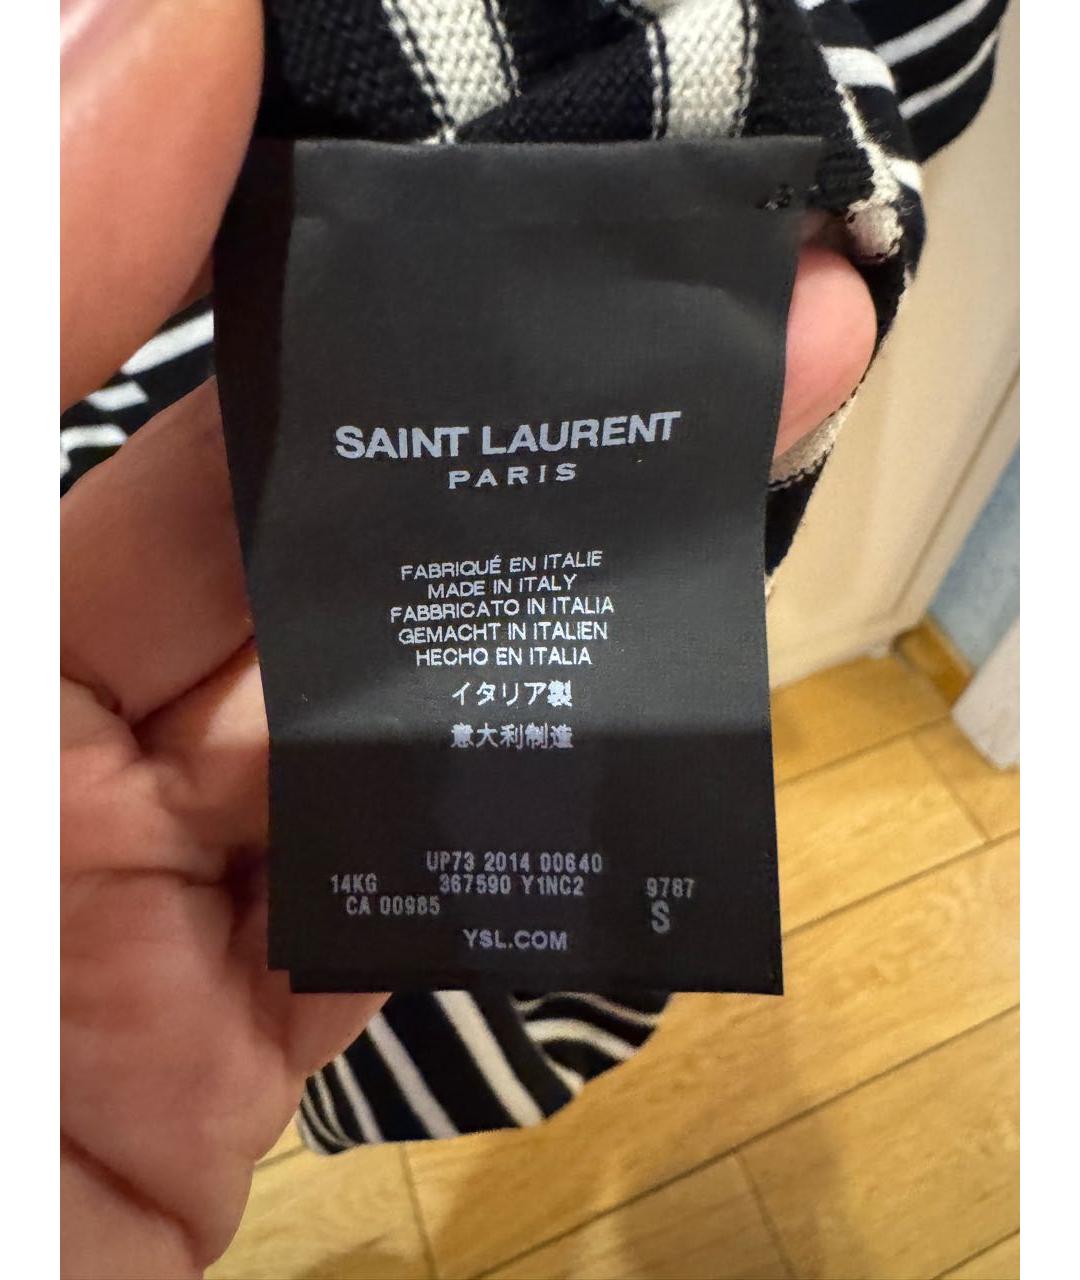 SAINT LAURENT
PARIS
FABRIQUÉ EN ITALIE
MADE IN ITALY
FABBRICATO IN ITALIA
GEMACHT IN ITALIEN
HECHO EN ITALIA
イタリア製
意大利制造
UP73 2014 00640
14KG 367590 Y1NC2 9787
CA 00985 S
YSL.COM